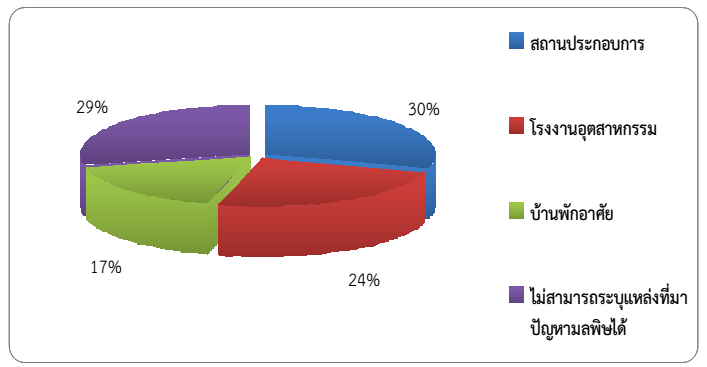 29%
30%
17%
24%
สถานประกอบการ
โรงงานอุตสาหกรรม
บ้านพักอาศัย
ไม่สามารถระบุแหล่งที่มา
ปัญหามลพิษได้